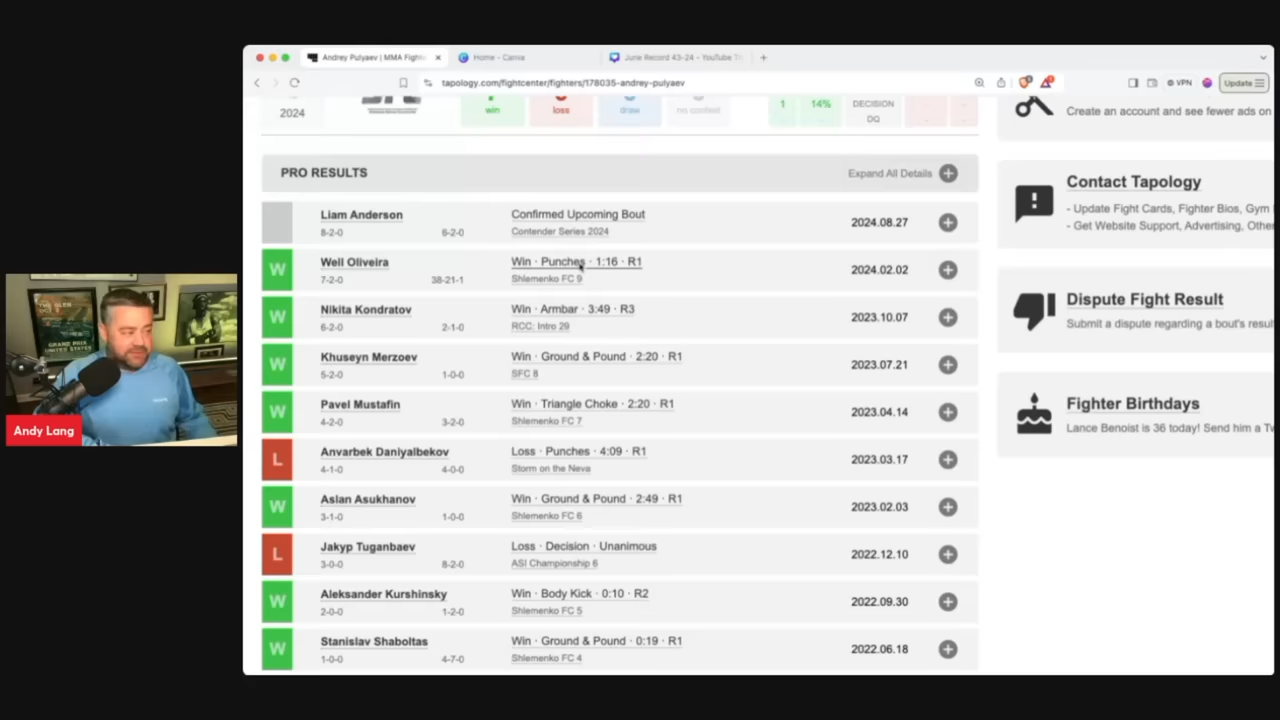 Andrey Pulyaev | MMA Fight
Home - Canva
June Record 43-24 - YouTube T
tapology.com/fightcenter/fighters/178035-andrey-pulyaev
VPN
Update
2024
win
loss
draw
no contest
1
14%
DECISION
DQ
Create an account and see fewer ads on
PRO RESULTS
Expand All Details
Liam Anderson
Confirmed Upcoming Bout
2024.08.27
8-2-0
6-2-0
Contender Series 2024
W
Well Oliveira
Win · Punches · 1:16 · R1
2024.02.02
7-2-0
38-21-1
Shlemenko FC 9
W
Nikita Kondratov
Win · Armbar · 3:49 · R3
2023.10.07
6-2-0
2-1-0
RCC: Intro 29
W
Khuseyn Merzoev
Win · Ground & Pound · 2:20 · R1
2023.07.21
5-2-0
1-0-0
SFC 8
W
Pavel Mustafin
Win · Triangle Choke · 2:20 · R1
2023.04.14
4-2-0
3-2-0
Shlemenko FC 7
L
Anvarbek Daniyalbekov
Loss · Punches · 4:09 · R1
2023.03.17
4-1-0
4-0-0
Storm on the Neva
W
Aslan Asukhanov
Win · Ground & Pound · 2:49 · R1
2023.02.03
3-1-0
1-0-0
Shlemenko FC 6
L
Jakyp Tuganbaev
Loss · Decision · Unanimous
2022.12.10
3-0-0
8-2-0
ASI Championship 6
W
Aleksander Kurshinsky
Win · Body Kick · 0:10 · R2
2022.09.30
2-0-0
1-2-0
Shlemenko FC 5
W
Stanislav Shaboltas
Win · Ground & Pound · 0:19 · R1
2022.06.18
1-0-0
4-7-0
Shlemenko FC 4
Contact Tapology
- Update Fight Cards, Fighter Bios, Gym
- Get Website Support, Advertising, Other
Dispute Fight Result
Submit a dispute regarding a bout's resul
Fighter Birthdays
Lance Benoist is 36 today! Send him a Tw
GRAND PRIX
UNITED STATES
Andy Lang